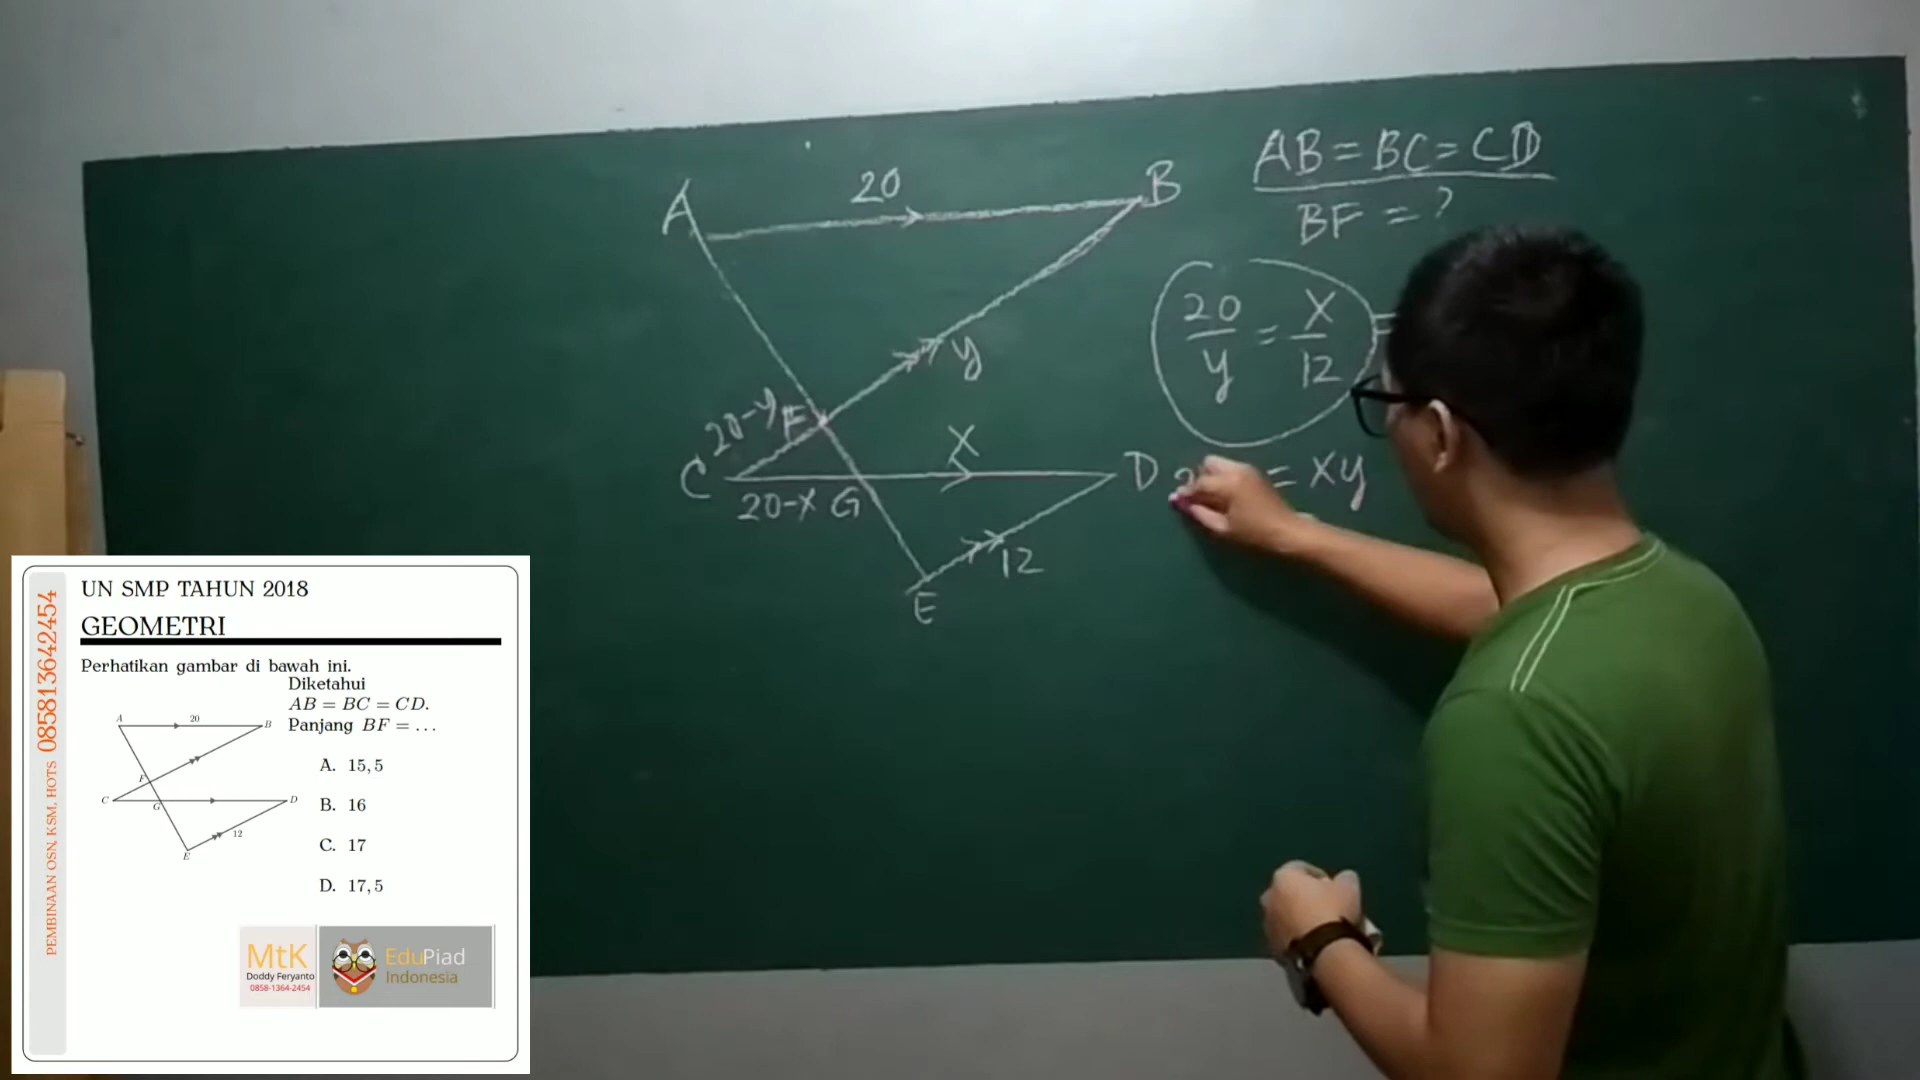 AB=BC=CD
BF = ?
A
20
B
20/y = x/12 =
y
20-y
F
x
C
D
= xy
20-x
G
12
E
UN SMP TAHUN 2018
GEOMETRI
Perhatikan gambar di bawah ini.
Diketahui
AB = BC = CD.
Panjang BF = ...
A
20
B
F
C
G
D
12
E
A. 15,5
B. 16
C. 17
D. 17,5
PEMBINAAN OSN, KSM, HOTS 085813642454
MtK
Doddy Feryanto
0858-1364-2454
EduPiad
Indonesia